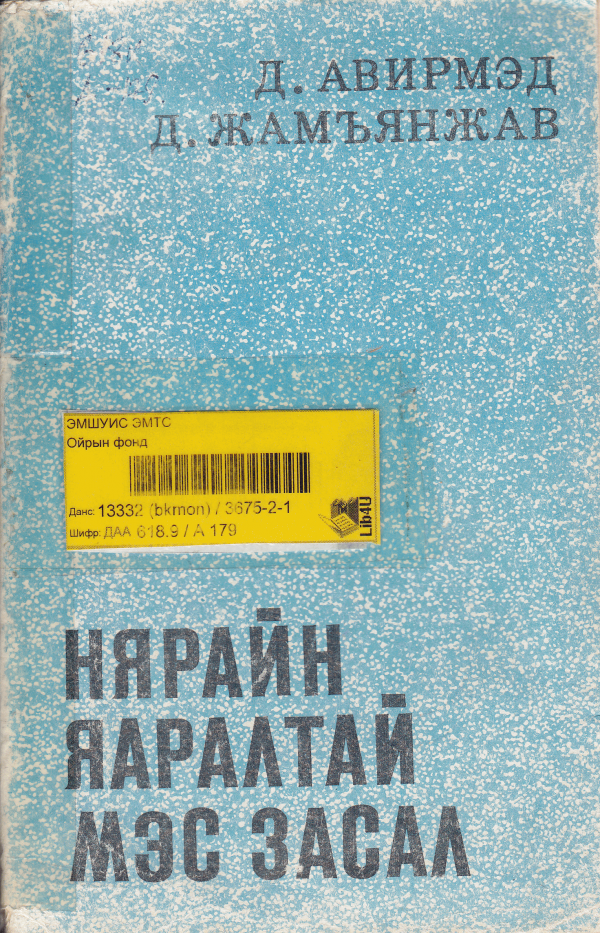 Д. АВИРМЭД
Д. ЖАМЪЯНЖАВ
ЭМШУИС ЭМТС
Ойрын фонд
Данс: 13332 (bkmon) / 3675-2-1
Шифр: ДАА 618.9 / А 179
Lib4U
НЯРАЙН
ЯАРАЛТАЙ
МЭС ЗАСАЛ